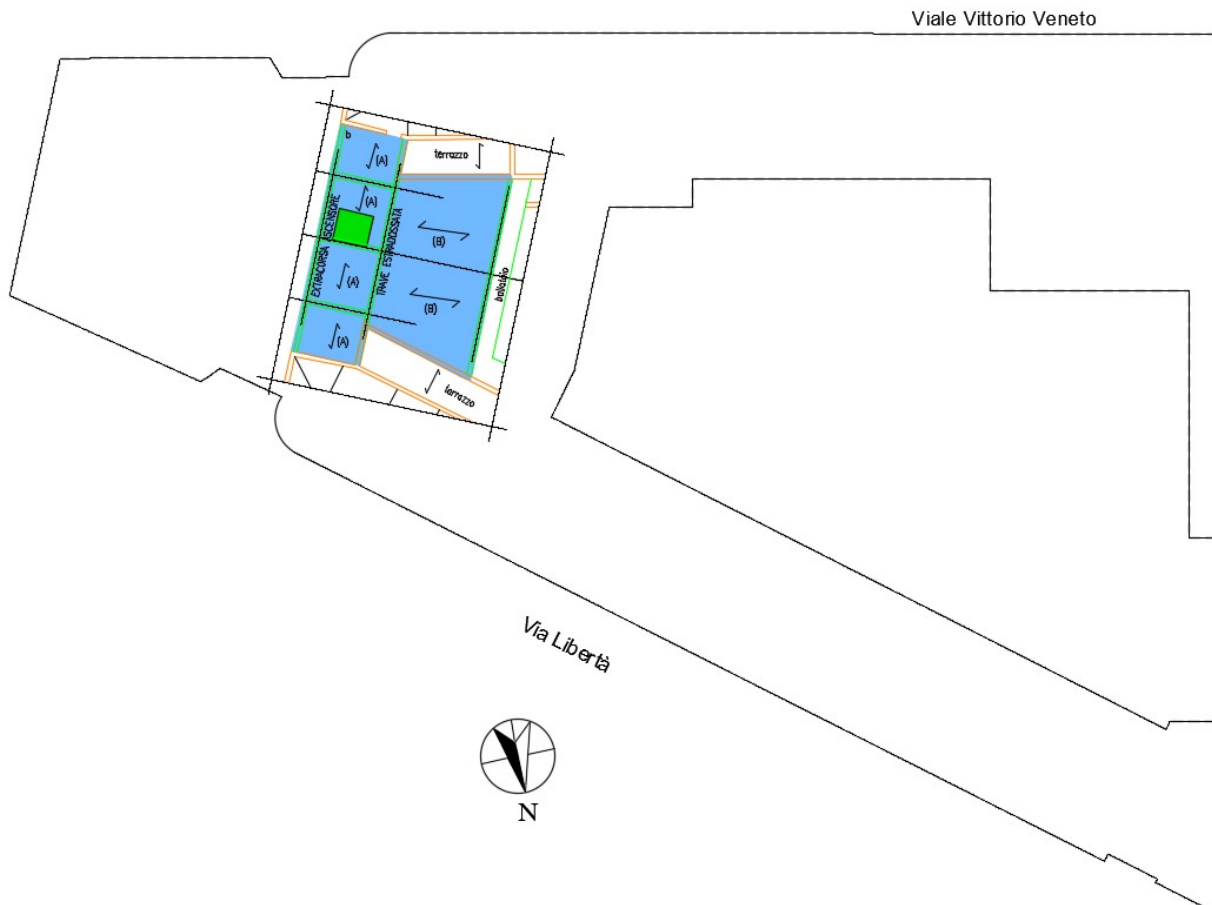 Viale Vittorio Veneto
b
(A)
terrazzo
(A)
EXTRACORSA ASCENSORE
TRAVE ESTRADOSSATA
(B)
(A)
(B)
ballatoio
(A)
terrazzo
Via Libertà
N